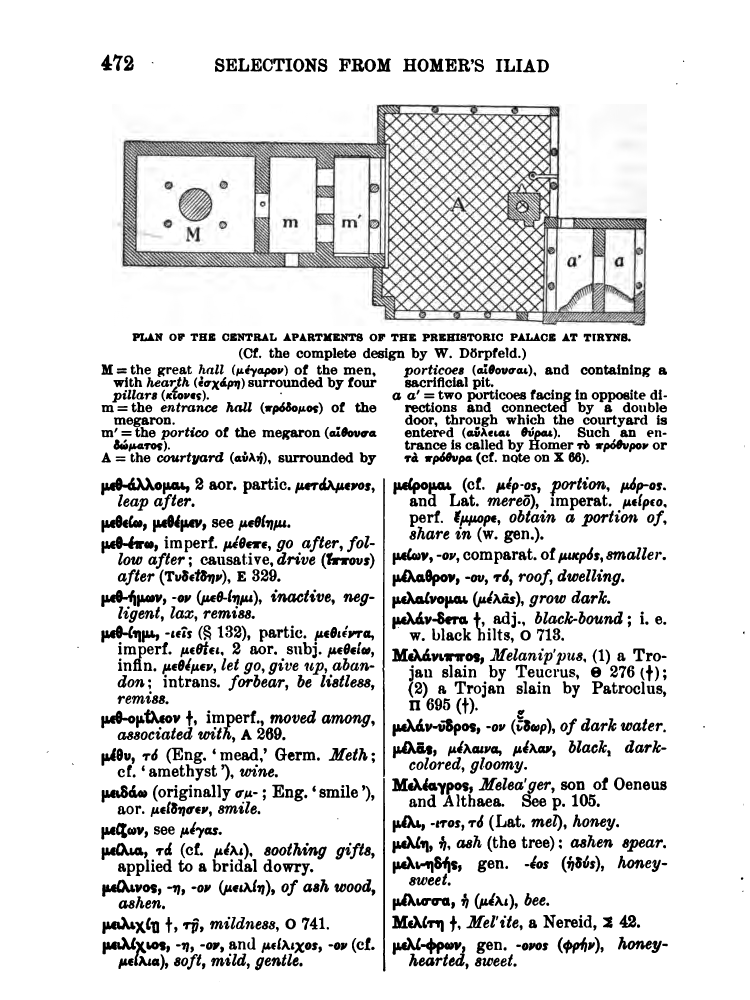 472
SELECTIONS FROM HOMER'S ILIAD
M
m
m′
A
a′
a
PLAN OF THE CENTRAL APARTMENTS OF THE PREHISTORIC PALACE AT TIRYNS.
(Cf. the complete design by W. Dörpfeld.)
M = the great hall (μέγαρον) of the men,
with hearth (ἐσχάρη) surrounded by four
pillars (κίονες).
m = the entrance hall (πρόδομος) of the
megaron.
m′ = the portico of the megaron (αἴθουσα
δώματος).
A = the courtyard (αὐλή), surrounded by
porticoes (αἴθουσαι), and containing a
sacrificial pit.
a a′ = two porticoes facing in opposite di-
rections and connected by a double
door, through which the courtyard is
entered (αὔλειαι θύραι). Such an en-
trance is called by Homer τὸ πρόθυρον or
τὰ πρόθυρα (cf. note on Χ 66).
μεθ-άλλομαι, 2 aor. partic. μετάλμενος,
leap after.
μεθείω, μεθέμεν, see μεθίημι.
μεθ-έπω, imperf. μέθεπε, go after, fol-
low after; causative, drive (ἵππους)
after (Τυδεΐδην), Ε 329.
μεθ-ήμων, -ον (μεθ-ίημι), inactive, neg-
ligent, lax, remiss.
μεθ-ίημι, -ιεῖς (§ 132), partic. μεθιέντα,
imperf. μεθίει, 2 aor. subj. μεθείω,
infin. μεθέμεν, let go, give up, aban-
don; intrans. forbear, be listless,
remiss.
μεθ-ομίλεον †, imperf., moved among,
associated with, Α 269.
μέθυ, τό (Eng. ‘mead,’ Germ. Meth;
cf. ‘amethyst’), wine.
μειδάω (originally σμ-; Eng. ‘smile’),
aor. μείδησεν, smile.
μείζων, see μέγας.
μείλια, τά (cf. μέλι), soothing gifts,
applied to a bridal dowry.
μείλινος, -η, -ον (μειλίη), of ash wood,
ashen.
μειλιχίη †, τῇ, mildness, Ο 741.
μειλίχιος, -η, -ον, and μείλιχος, -ον (cf.
μείλια), soft, mild, gentle.
μείρομαι (cf. μέρ-ος, portion, μόρ-ος.
and Lat. mereō), imperat. μείρεο,
perf. ἔμμορε, obtain a portion of,
share in (w. gen.).
μείων, -ον, comparat. of μικρός, smaller.
μέλαθρον, -ου, τό, roof, dwelling.
μελαίνομαι (μέλᾱς), grow dark.
μελάν-δετα †, adj., black-bound; i. e.
w. black hilts, Ο 713.
Μελάνιππος, Melanip′pus, (1) a Tro-
jan slain by Teucrus, Θ 276 (†);
(2) a Trojan slain by Patroclus,
Π 695 (†).
μελάν-υδρος, -ον (ὕδωρ), of dark water.
μέλᾱς, μέλαινα, μέλαν, black, dark-
colored, gloomy.
Μελέαγρος, Melea′ger, son of Oeneus
and Althaea. See p. 105.
μέλι, -ιτος, τό (Lat. mel), honey.
μελίη, ἡ, ash (the tree); ashen spear.
μελι-ηδής, gen. -έος (ἡδύς), honey-
sweet.
μέλισσα, ἡ (μέλι), bee.
Μελίτη †, Mel′ite, a Nereid, Σ 42.
μελί-φρων, gen. -ονος (φρήν), honey-
hearted, sweet.